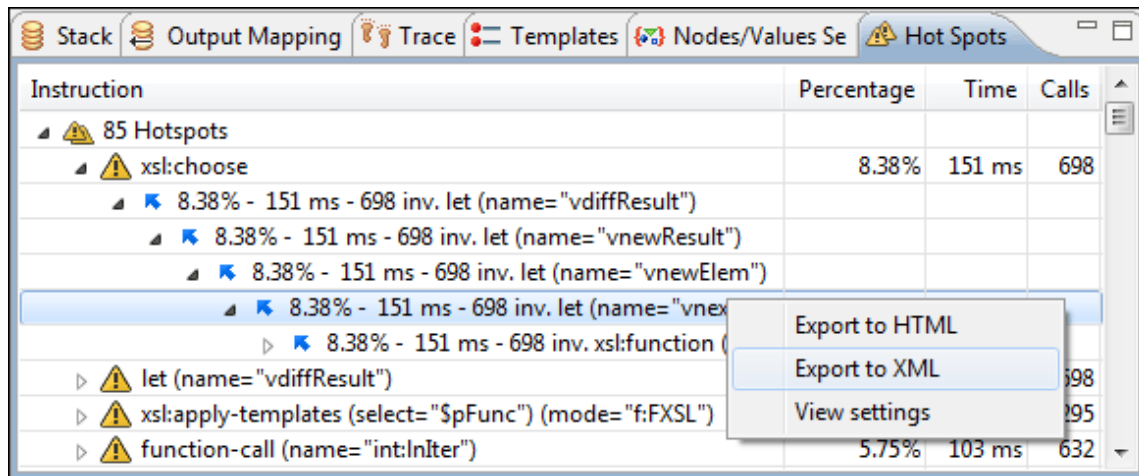 Stack Output Mapping Trace Templates Nodes/Values Se Hot Spots
Instruction Percentage Time Calls
85 Hotspots
xsl:choose 8.38% 151 ms 698
8.38% - 151 ms - 698 inv. let (name="vdiffResult")
8.38% - 151 ms - 698 inv. let (name="vnewResult")
8.38% - 151 ms - 698 inv. let (name="vnewElem")
8.38% - 151 ms - 698 inv. let (name="vnex
Export to HTML
8.38% - 151 ms - 698 inv. xsl:function (
Export to XML
let (name="vdiffResult") 598
View settings
xsl:apply-templates (select="$pFunc") (mode="f:FXSL") 295
function-call (name="int:InIter") 5.75% 103 ms 632